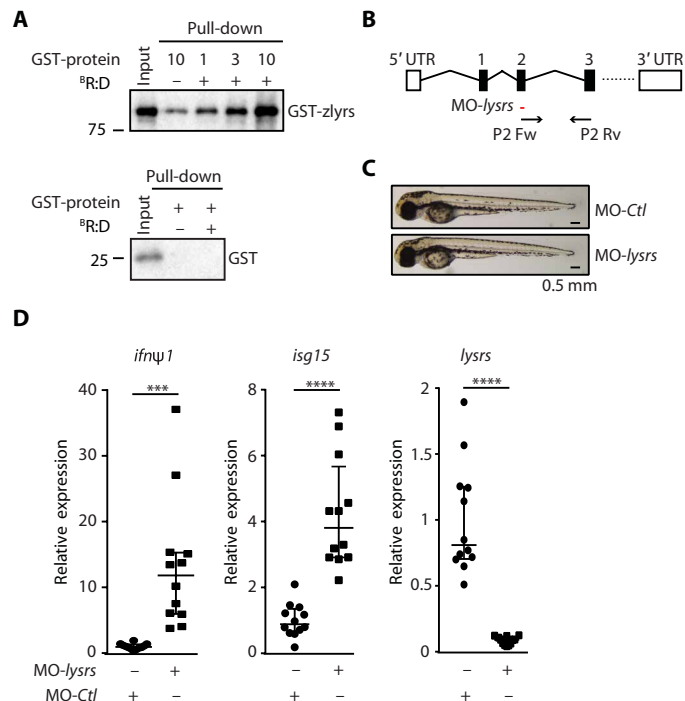 A
Pull-down
GST-protein 10 1 3 10
Input
ᴮR:D – + + +
GST-zlyrs
75
Pull-down
GST-protein + +
Input
ᴮR:D – +
25
GST
B
5′ UTR 1 2 3 3′ UTR
MO-lysrs
P2 Fw P2 Rv
C
MO-Ctl
MO-lysrs
0.5 mm
D
ifnψ1
***
Relative expression
40
30
20
10
0
isg15
****
Relative expression
8
6
4
2
0
lysrs
****
Relative expression
2
1.5
1
0.5
0
MO-lysrs – + – + – +
MO-Ctl + – + – + –